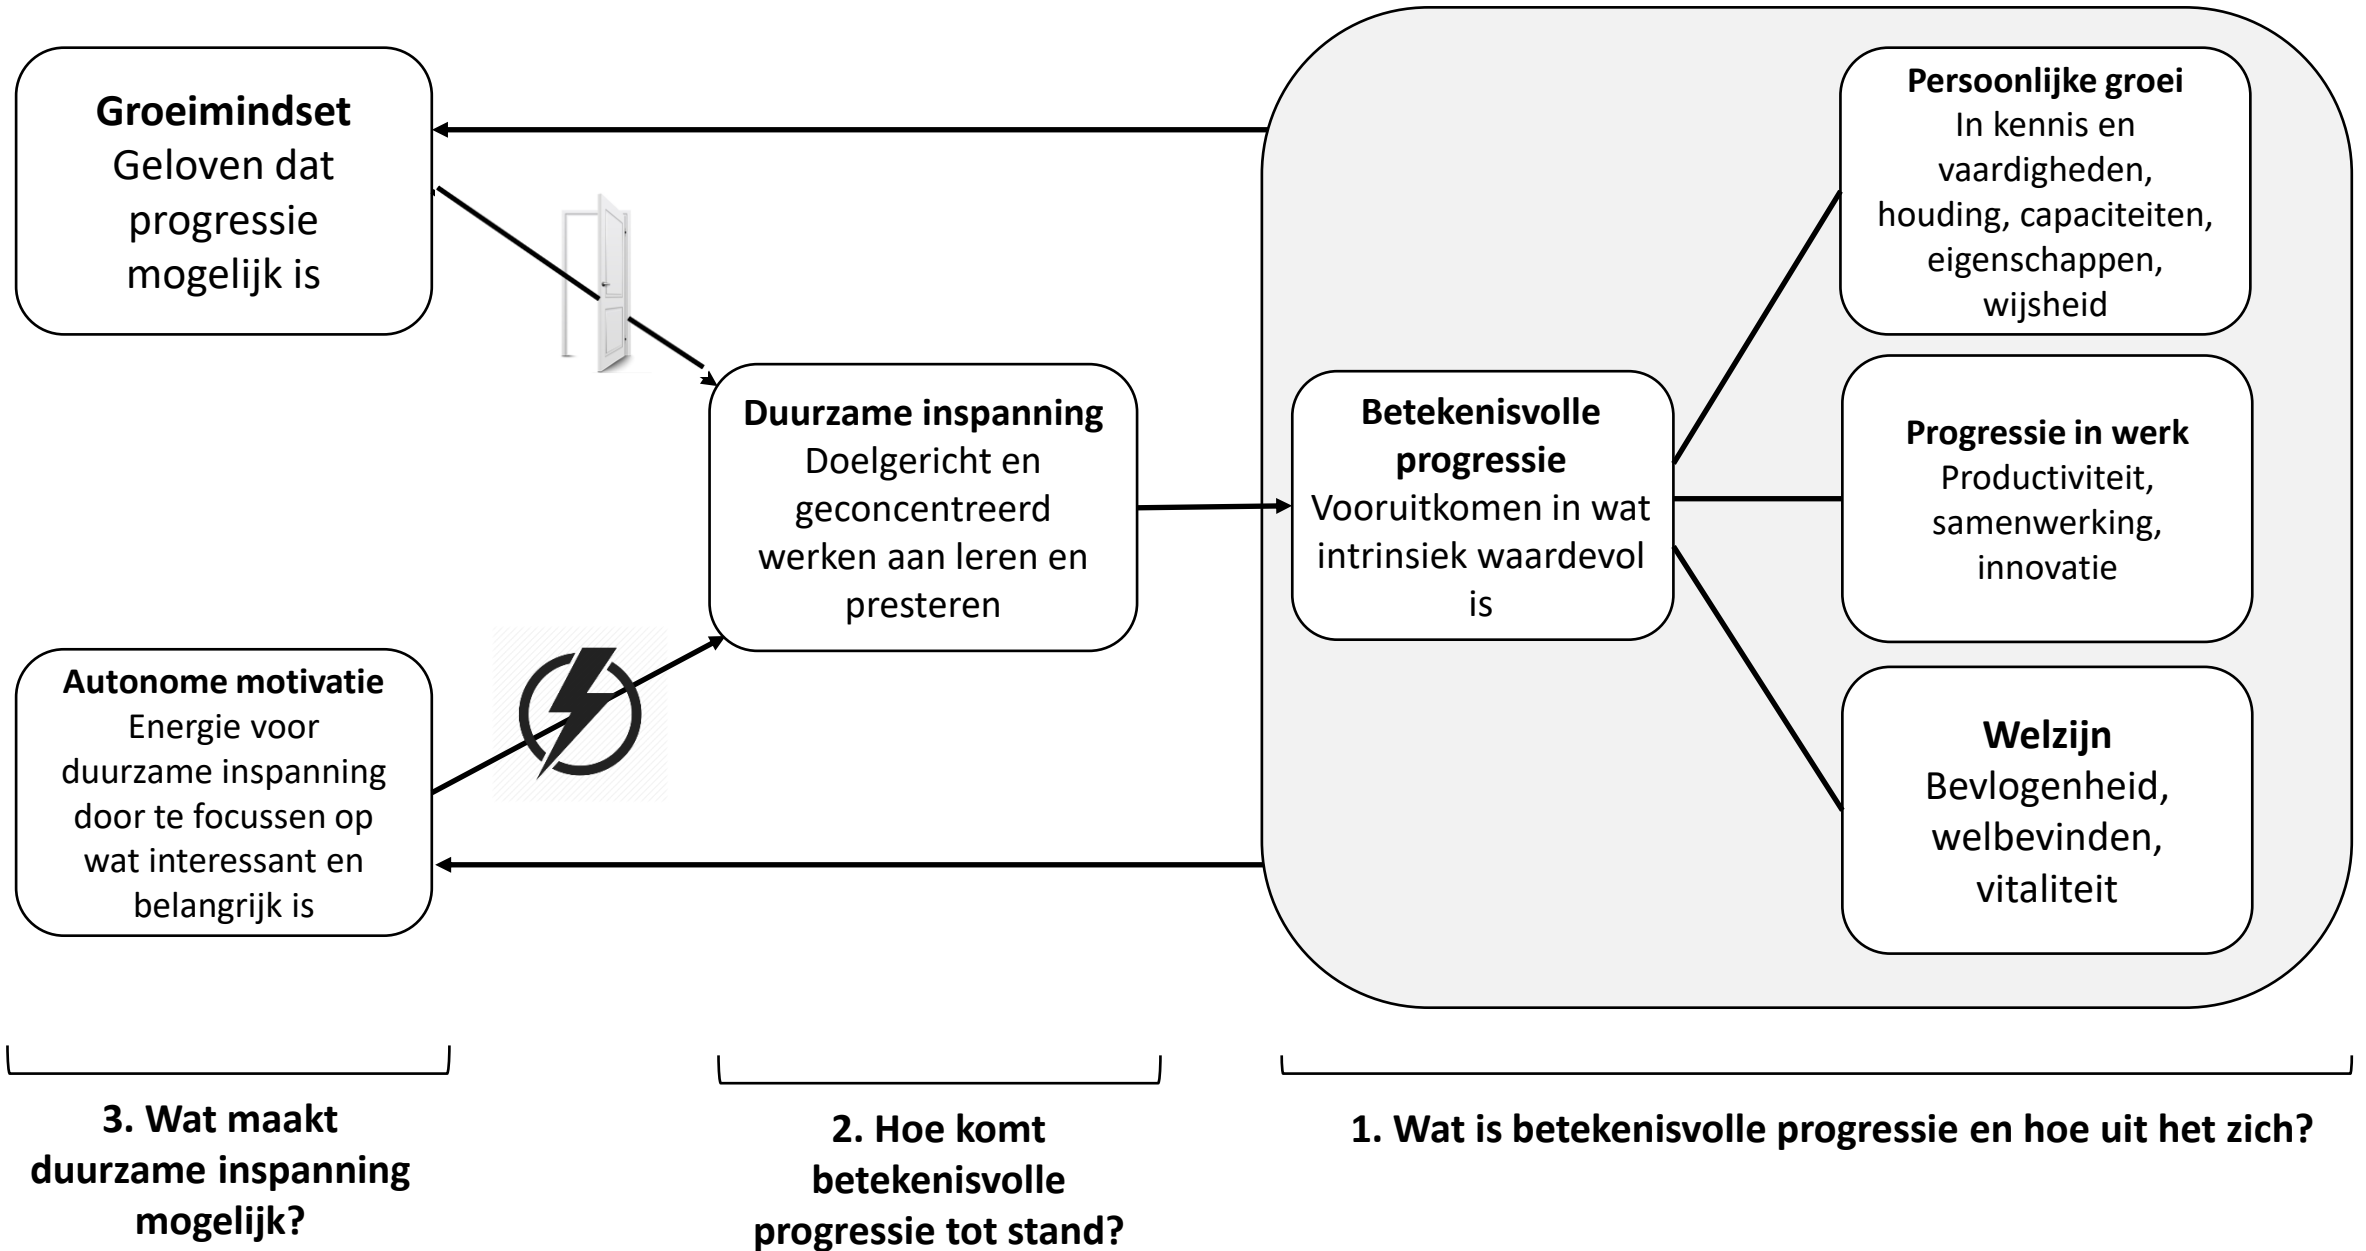 Groeimindset
Geloven dat
progressie
mogelijk is
Autonome motivatie
Energie voor
duurzame inspanning
door te focussen op
wat interessant en
belangrijk is
Duurzame inspanning
Doelgericht en
geconcentreerd
werken aan leren en
presteren
Betekenisvolle
progressie
Vooruitkomen in wat
intrinsiek waardevol
is
Persoonlijke groei
In kennis en
vaardigheden,
houding, capaciteiten,
eigenschappen,
wijsheid
Progressie in werk
Productiviteit,
samenwerking,
innovatie
Welzijn
Bevlogenheid,
welbevinden,
vitaliteit
3. Wat maakt
duurzame inspanning
mogelijk?
2. Hoe komt
betekenisvolle
progressie tot stand?
1. Wat is betekenisvolle progressie en hoe uit het zich?